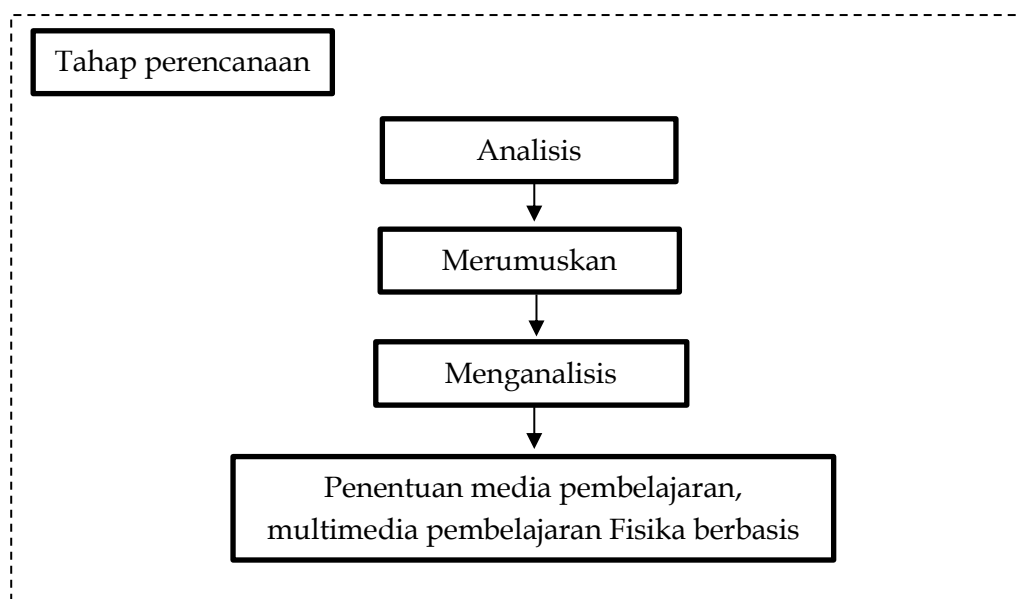 Tahap perencanaan
Analisis
Merumuskan
Menganalisis
Penentuan media pembelajaran,
multimedia pembelajaran Fisika berbasis